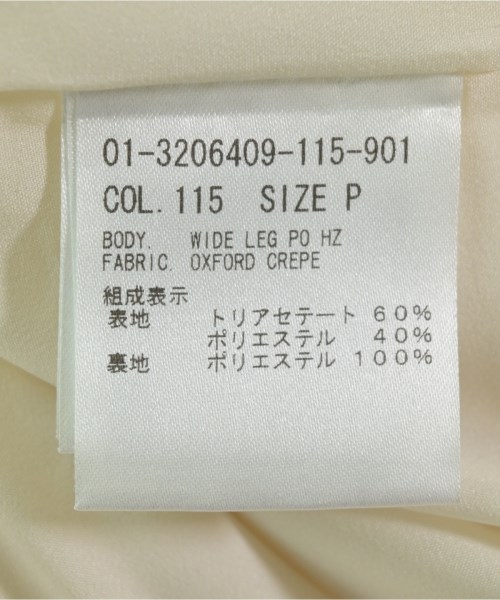 01-3206409-115-901
COL. 115 SIZE P
BODY. WIDE LEG PO HZ
FABRIC. OXFORD CREPE
組成表示
表地 トリアセテート 60%
ポリエステル 40%
裏地 ポリエステル 100%